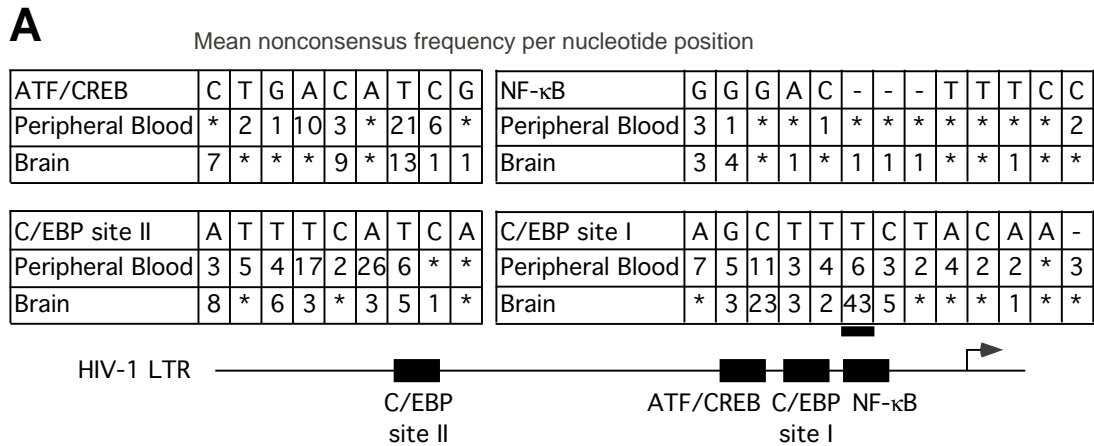 A
Mean nonconsensus frequency per nucleotide position
ATF/CREB C T G A C A T C G
Peripheral Blood * 2 1 10 3 * 21 6 *
Brain 7 * * * 9 * 13 1 1
NF-κB G G G A C - - - T T T C C
Peripheral Blood 3 1 * * 1 * * * * * * * 2
Brain 3 4 * 1 * 1 1 1 * * 1 * *
C/EBP site II A T T T C A T C A
Peripheral Blood 3 5 4 17 2 26 6 * *
Brain 8 * 6 3 * 3 5 1 *
C/EBP site I A G C T T T C T A C A A -
Peripheral Blood 7 5 11 3 4 6 3 2 4 2 2 * 3
Brain * 3 23 3 2 43 5 * * * 1 * *
HIV-1 LTR
C/EBP
site II
ATF/CREB
C/EBP
site I
NF-κB